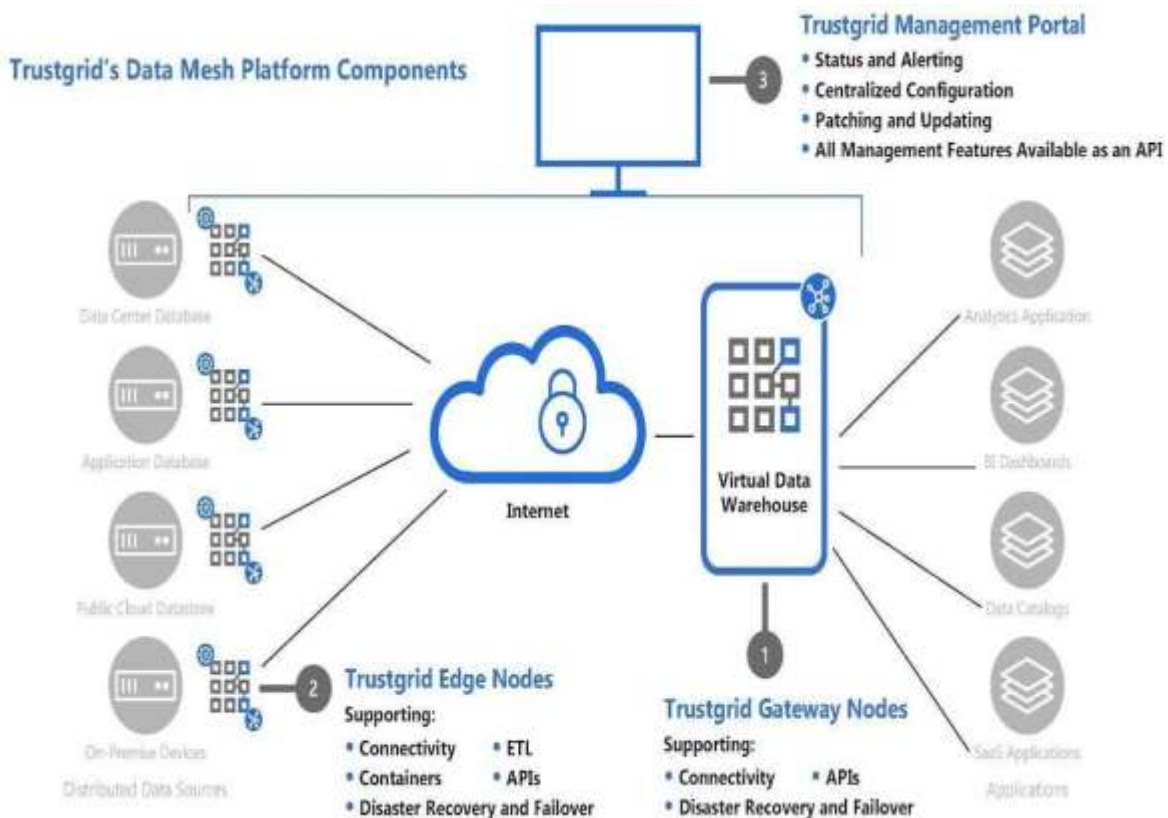 Trustgrid's Data Mesh Platform Components
Trustgrid Management Portal
• Status and Alerting
• Centralized Configuration
• Patching and Updating
• All Management Features Available as an API
3
Data Center Database
Application Database
Public Cloud Datastore
On-Premise Devices
Distributed Data Sources
Internet
Virtual Data
Warehouse
Analytics Application
BI Dashboards
Data Catalogs
SaaS Applications
Applications
2
Trustgrid Edge Nodes
Supporting:
• Connectivity • ETL
• Containers • APIs
• Disaster Recovery and Failover
1
Trustgrid Gateway Nodes
Supporting:
• Connectivity • APIs
• Disaster Recovery and Failover